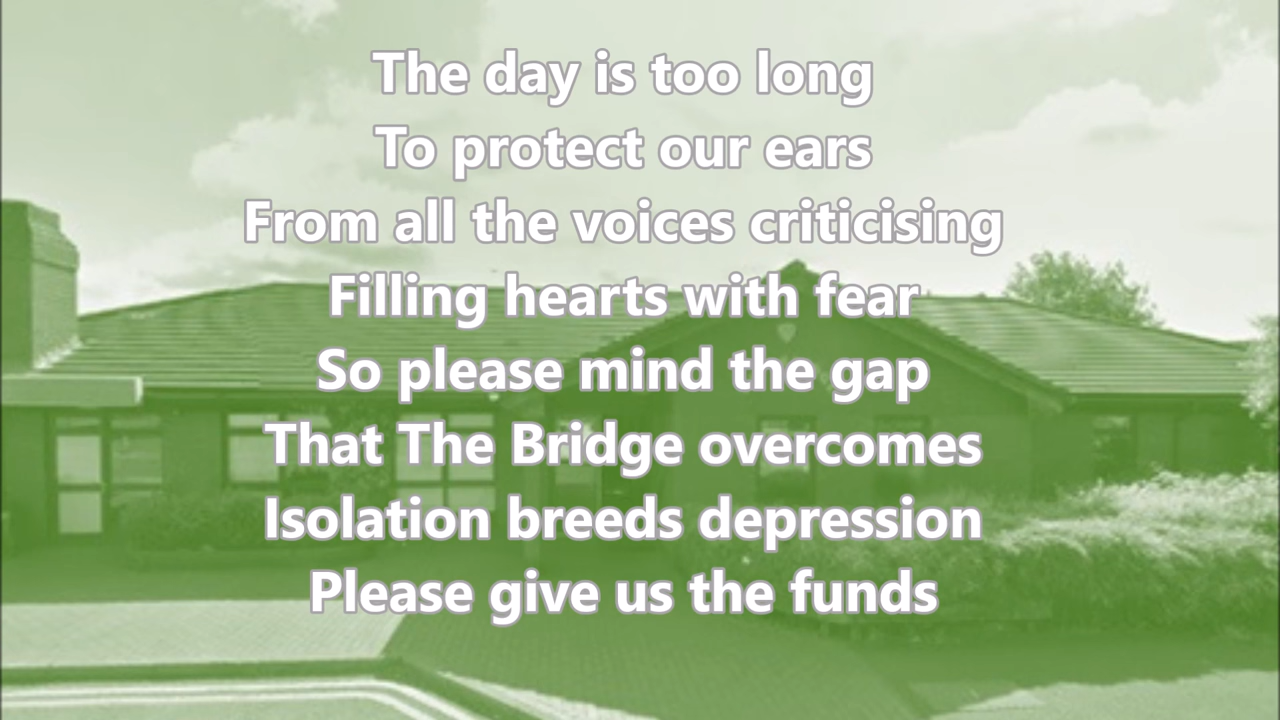 The day is too long
To protect our ears
From all the voices criticising
Filling hearts with fear
So please mind the gap
That The Bridge overcomes
Isolation breeds depression
Please give us the funds